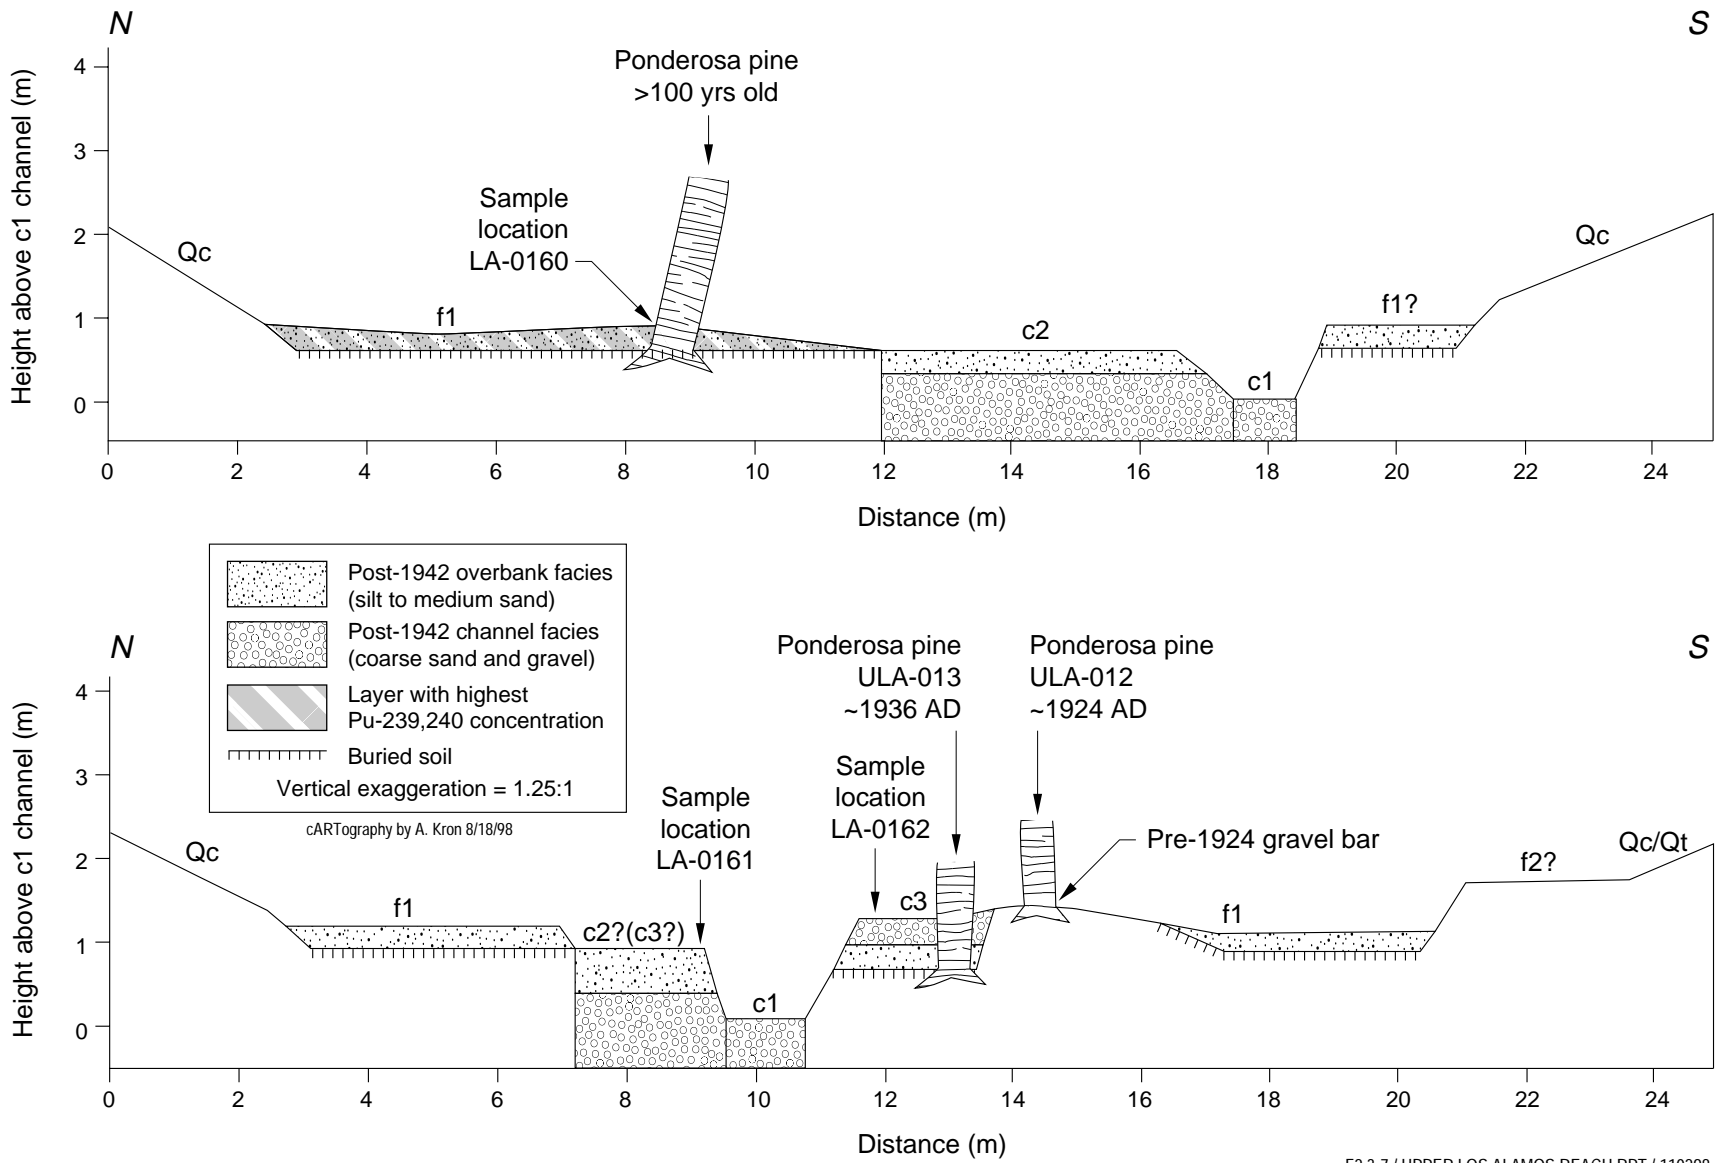 N
S
Ponderosa pine
>100 yrs old
Sample
location
LA-0160
Qc
f1
c2
c1
f1?
Qc
Height above c1 channel (m)
4
3
2
1
0
0 2 4 6 8 10 12 14 16 18 20 22 24
Distance (m)
Post-1942 overbank facies
(silt to medium sand)
Post-1942 channel facies
(coarse sand and gravel)
Layer with highest
Pu-239,240 concentration
Buried soil
Vertical exaggeration = 1.25:1
cARTography by A. Kron 8/18/98
N
S
Ponderosa pine
ULA-013
~1936 AD
Ponderosa pine
ULA-012
~1924 AD
Sample
location
LA-0161
Sample
location
LA-0162
Pre-1924 gravel bar
Qc
f1
c2?(c3?)
c1
c3
f1
f2?
Qc/Qt
Height above c1 channel (m)
4
3
2
1
0
0 2 4 6 8 10 12 14 16 18 20 22 24
Distance (m)